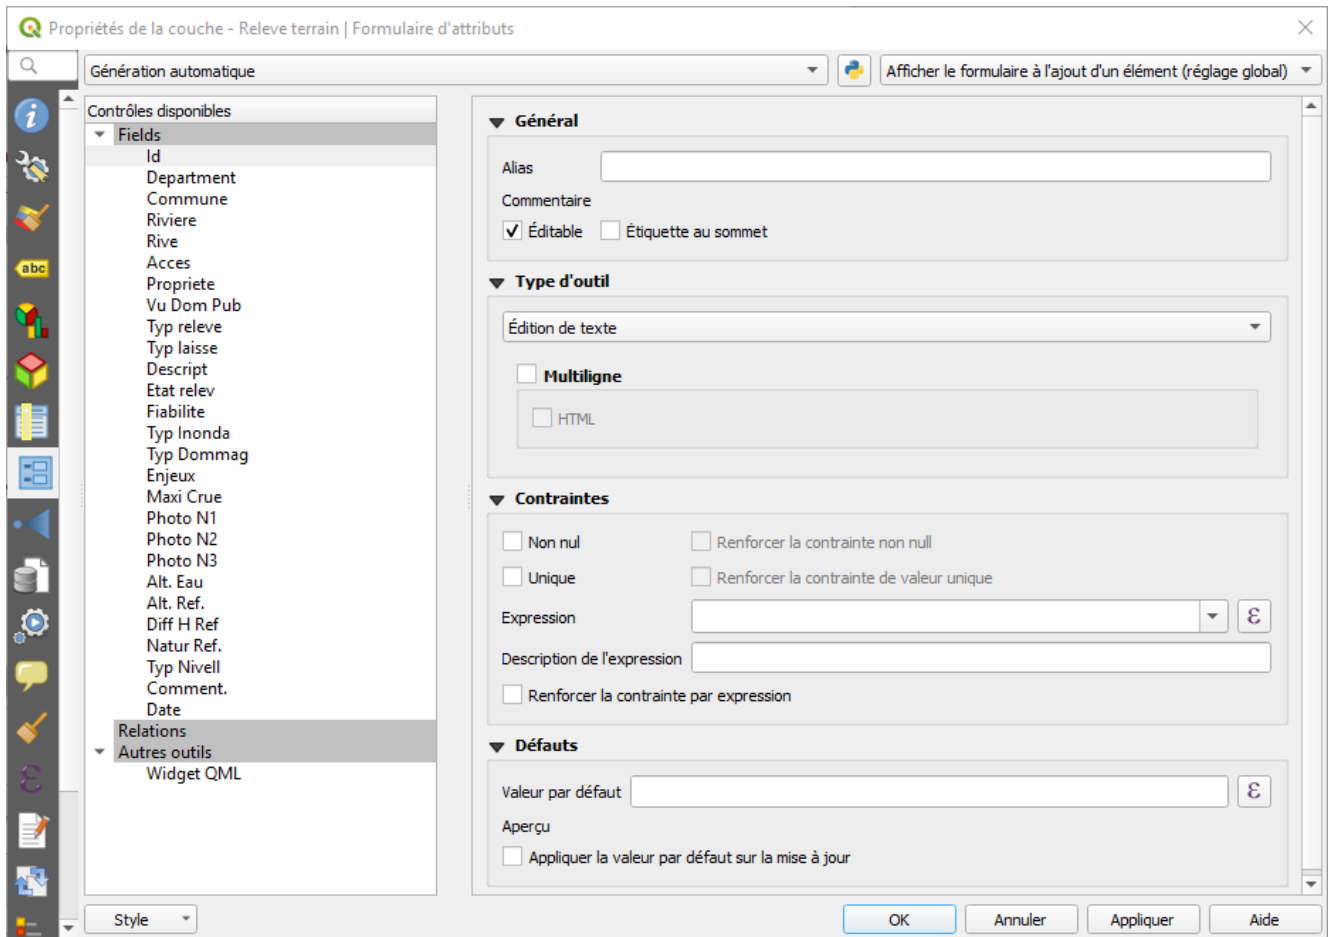 Propriétés de la couche - Releve terrain | Formulaire d'attributs
Génération automatique
Afficher le formulaire à l'ajout d'un élément (réglage global)
Contrôles disponibles
Fields
Id
Department
Commune
Riviere
Rive
Acces
Propriete
Vu Dom Pub
Typ releve
Typ laisse
Descript
Etat relev
Fiabilite
Typ Inonda
Typ Dommag
Enjeux
Maxi Crue
Photo N1
Photo N2
Photo N3
Alt. Eau
Alt. Ref.
Diff H Ref
Natur Ref.
Typ Nivell
Comment.
Date
Relations
Autres outils
Widget QML
Général
Alias
Commentaire
Éditable
Étiquette au sommet
Type d'outil
Édition de texte
Multiligne
HTML
Contraintes
Non nul
Renforcer la contrainte non null
Unique
Renforcer la contrainte de valeur unique
Expression
ε
Description de l'expression
Renforcer la contrainte par expression
Défauts
Valeur par défaut
ε
Aperçu
Appliquer la valeur par défaut sur la mise à jour
abc
Style
OK
Annuler
Appliquer
Aide